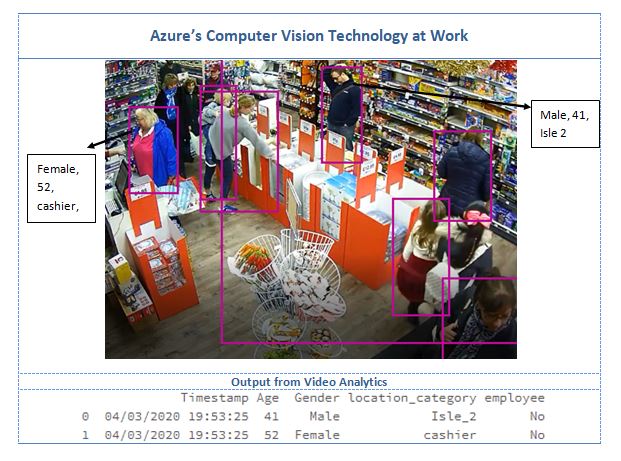 Azure's Computer Vision Technology at Work
Male, 41,
Isle 2
Female,
52,
cashier,
Output from Video Analytics
Timestamp Age Gender location_category employee
0 04/03/2020 19:53:25 41 Male Isle_2 No
1 04/03/2020 19:53:25 52 Female cashier No